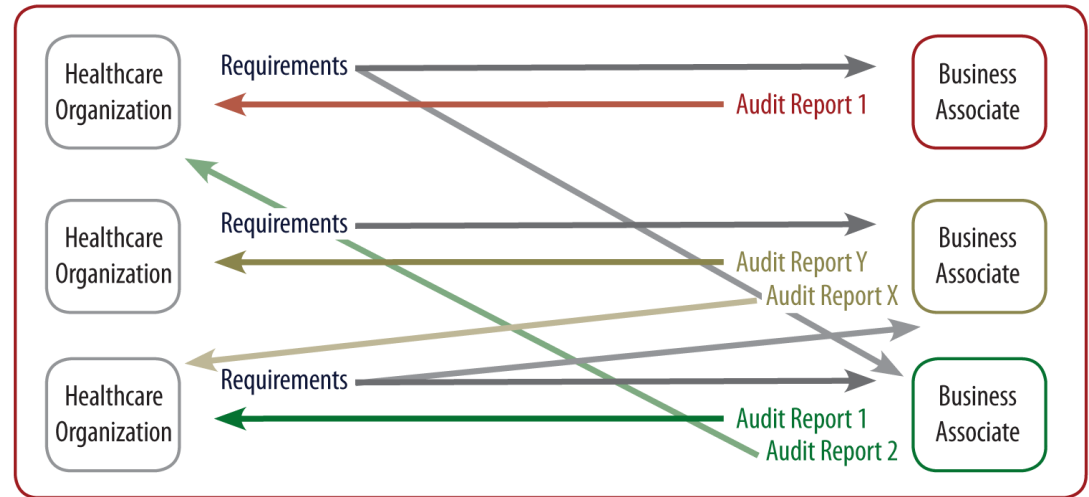 Healthcare
Organization
Requirements
Audit Report 1
Business
Associate
Healthcare
Organization
Requirements
Audit Report Y
Audit Report X
Business
Associate
Healthcare
Organization
Requirements
Audit Report 1
Audit Report 2
Business
Associate